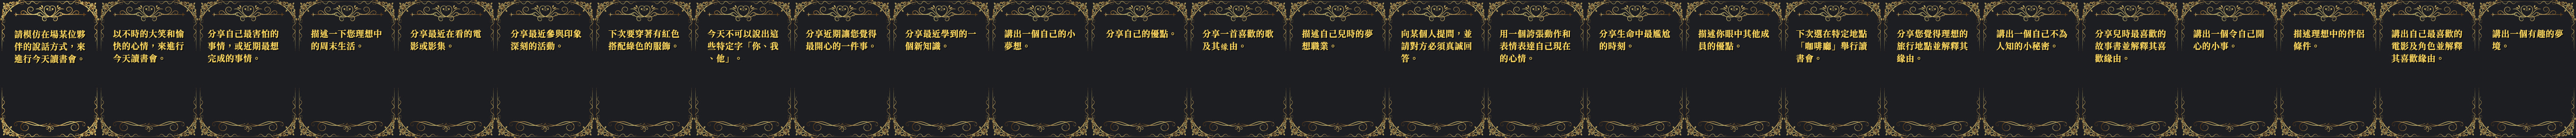 請模仿在場某位夥
伴的說話方式，來
進行今天讀書會。
以不時的大笑和愉
快的心情，來進行
今天讀書會。
分享自己最害怕的
事情，或近期最想
完成的事情。
描述一下您理想中
的周末生活。
分享最近在看的電
影或影集。
分享最近參與印象
深刻的活動。
下次要穿著有紅色
搭配綠色的服飾。
今天不可以說出這
些特定字「你、我
、他」。
分享近期讓您覺得
最開心的一件事。
分享最近學到的一
個新知識。
講出一個自己的小
夢想。
分享自己的優點。
分享一首喜歡的歌
及其緣由。
描述自己兒時的夢
想職業。
向某個人提問，並
請對方必須真誠回
答。
用一個誇張動作和
表情表達自己現在
的心情。
分享生命中最尷尬
的時刻。
描述你眼中其他成
員的優點。
下次選在特定地點
「咖啡廳」舉行讀
書會。
分享您覺得理想的
旅行地點並解釋其
緣由。
講出一個自己不為
人知的小秘密。
分享兒時最喜歡的
故事書並解釋其喜
歡緣由。
講出一個令自己開
心的小事。
描述理想中的伴侶
條件。
講出自己最喜歡的
電影及角色並解釋
其喜歡緣由。
講出一個有趣的夢
境。